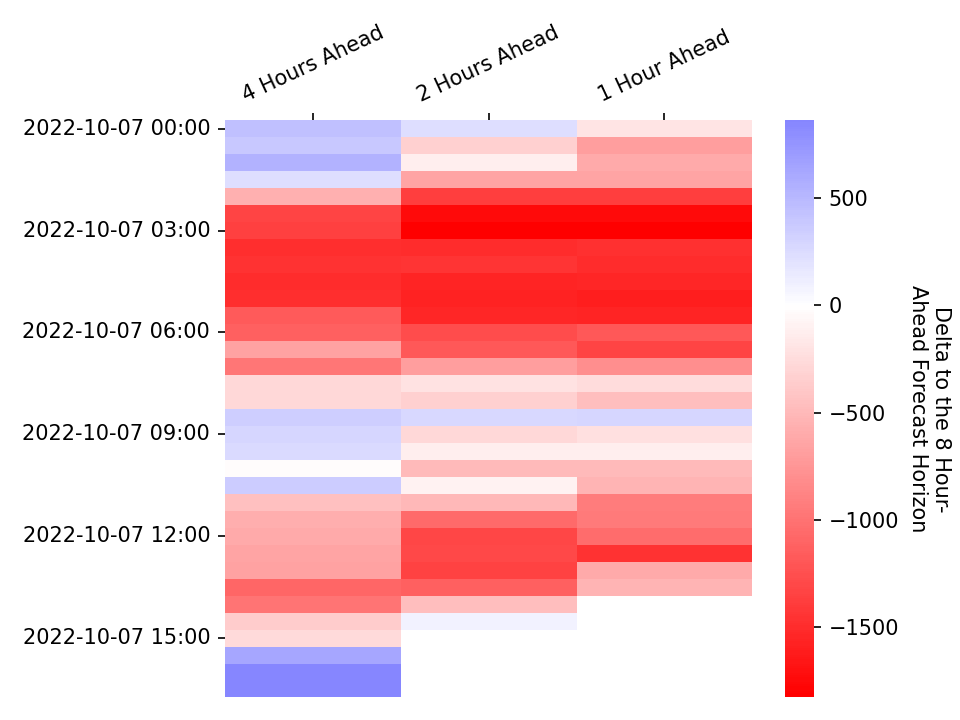 4 Hours Ahead
2 Hours Ahead
1 Hour Ahead
2022-10-07 00:00
2022-10-07 03:00
2022-10-07 06:00
2022-10-07 09:00
2022-10-07 12:00
2022-10-07 15:00
500
0
−500
−1000
−1500
Delta to the 8 Hour-
Ahead Forecast Horizon